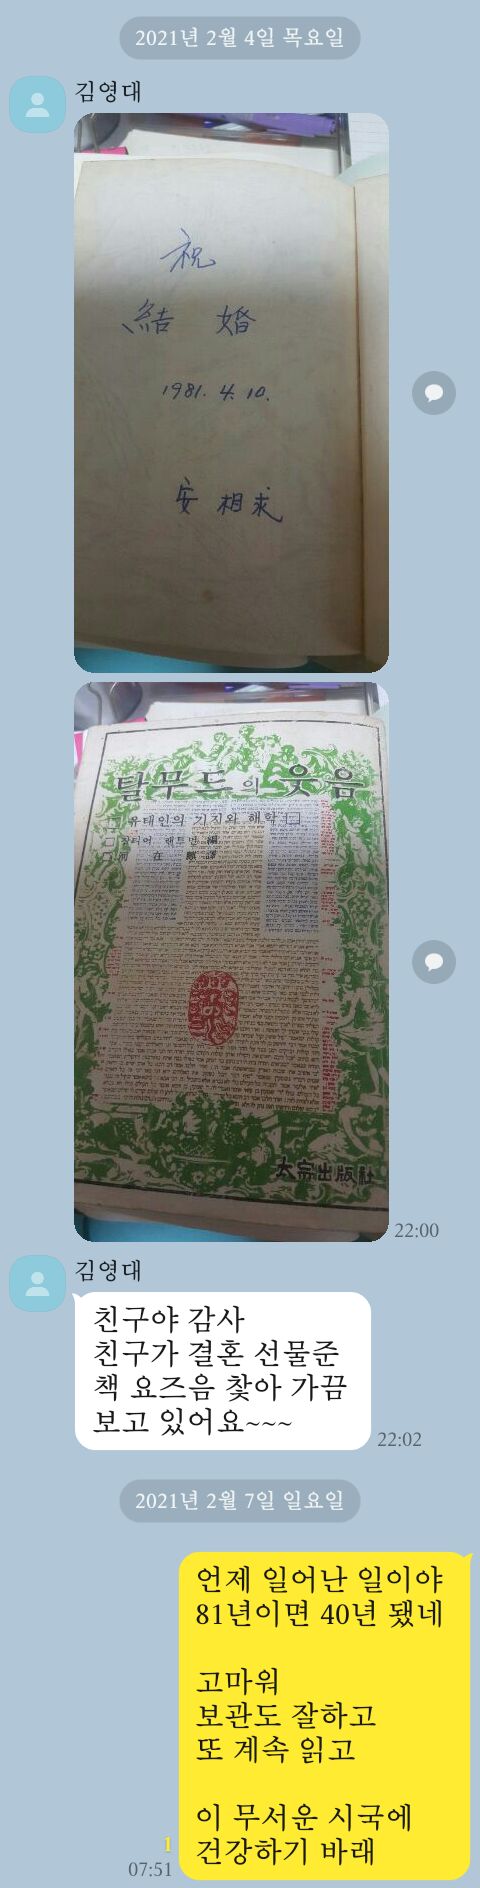 2021년 2월 4일 목요일
김영대
祝
結 婚
1981. 4. 10.
安 相求
탈무드의 웃음
유태인의 기지와 해학
編
在 譯
大宗出版社
22:00
김영대
친구야 감사
친구가 결혼 선물준
책 요즈음 찿아 가끔
보고 있어요~~~
22:02
2021년 2월 7일 일요일
언제 일어난 일이야
81년이면 40년 됐네
고마워
보관도 잘하고
또 계속 읽고
이 무서운 시국에
건강하기 바래
1
07:51